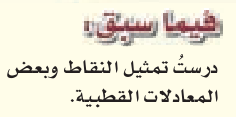 فيما سبق:
درستُ تمثيل النقاط وبعض
المعادلات القطبية.